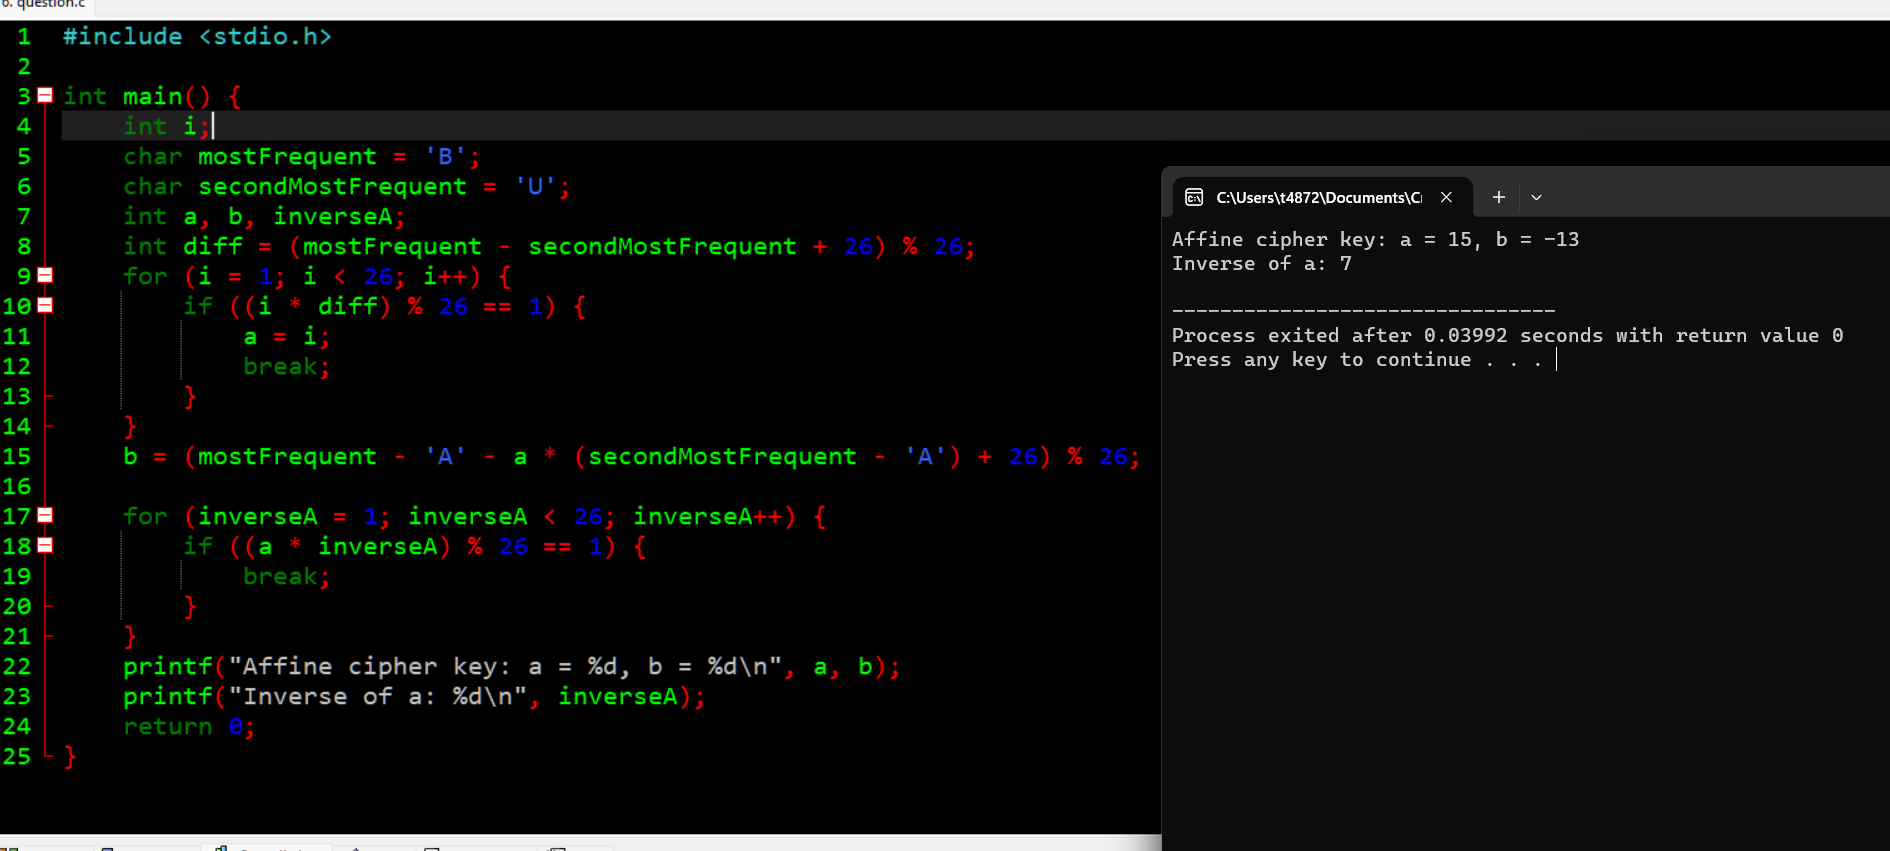 6. question.c
1 #include <stdio.h>
2
3 int main() {
4 int i;
5 char mostFrequent = 'B';
6 char secondMostFrequent = 'U';
7 int a, b, inverseA;
8 int diff = (mostFrequent - secondMostFrequent + 26) % 26;
9 for (i = 1; i < 26; i++) {
10 if ((i * diff) % 26 == 1) {
11 a = i;
12 break;
13 }
14 }
15 b = (mostFrequent - 'A' - a * (secondMostFrequent - 'A') + 26) % 26;
16
17 for (inverseA = 1; inverseA < 26; inverseA++) {
18 if ((a * inverseA) % 26 == 1) {
19 break;
20 }
21 }
22 printf("Affine cipher key: a = %d, b = %d\n", a, b);
23 printf("Inverse of a: %d\n", inverseA);
24 return 0;
25 }
C:\Users\t4872\Documents\C
Affine cipher key: a = 15, b = -13
Inverse of a: 7
--------------------------------
Process exited after 0.03992 seconds with return value 0
Press any key to continue . . .